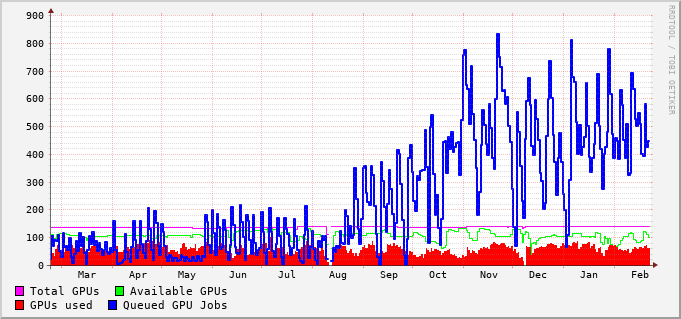 900
800
700
600
500
400
300
200
100
0
Mar Apr May Jun Jul Aug Sep Oct Nov Dec Jan Feb
Total GPUs Available GPUs
GPUs used Queued GPU Jobs
RRDTOOL / TOBI OETIKER